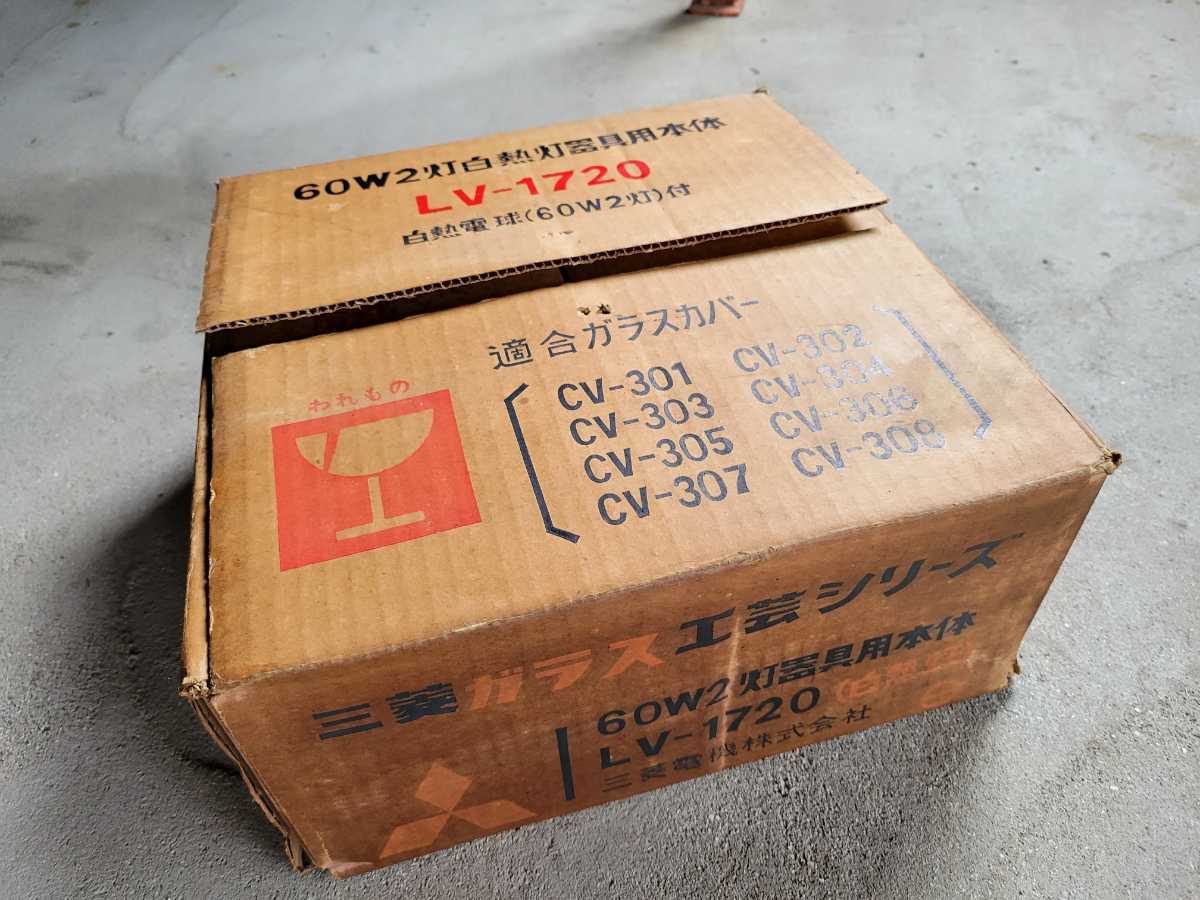 60W2灯白熱灯器具用本体
LV-1720
白熱電球(60W2灯)付
適合ガラスカバー
CV-301 CV-302
CV-303 CV-304
CV-305 CV-306
CV-307 CV-308
われもの
三菱ガラス工芸シリーズ
60W2灯器具用本体
LV-1720
三菱電機株式会社